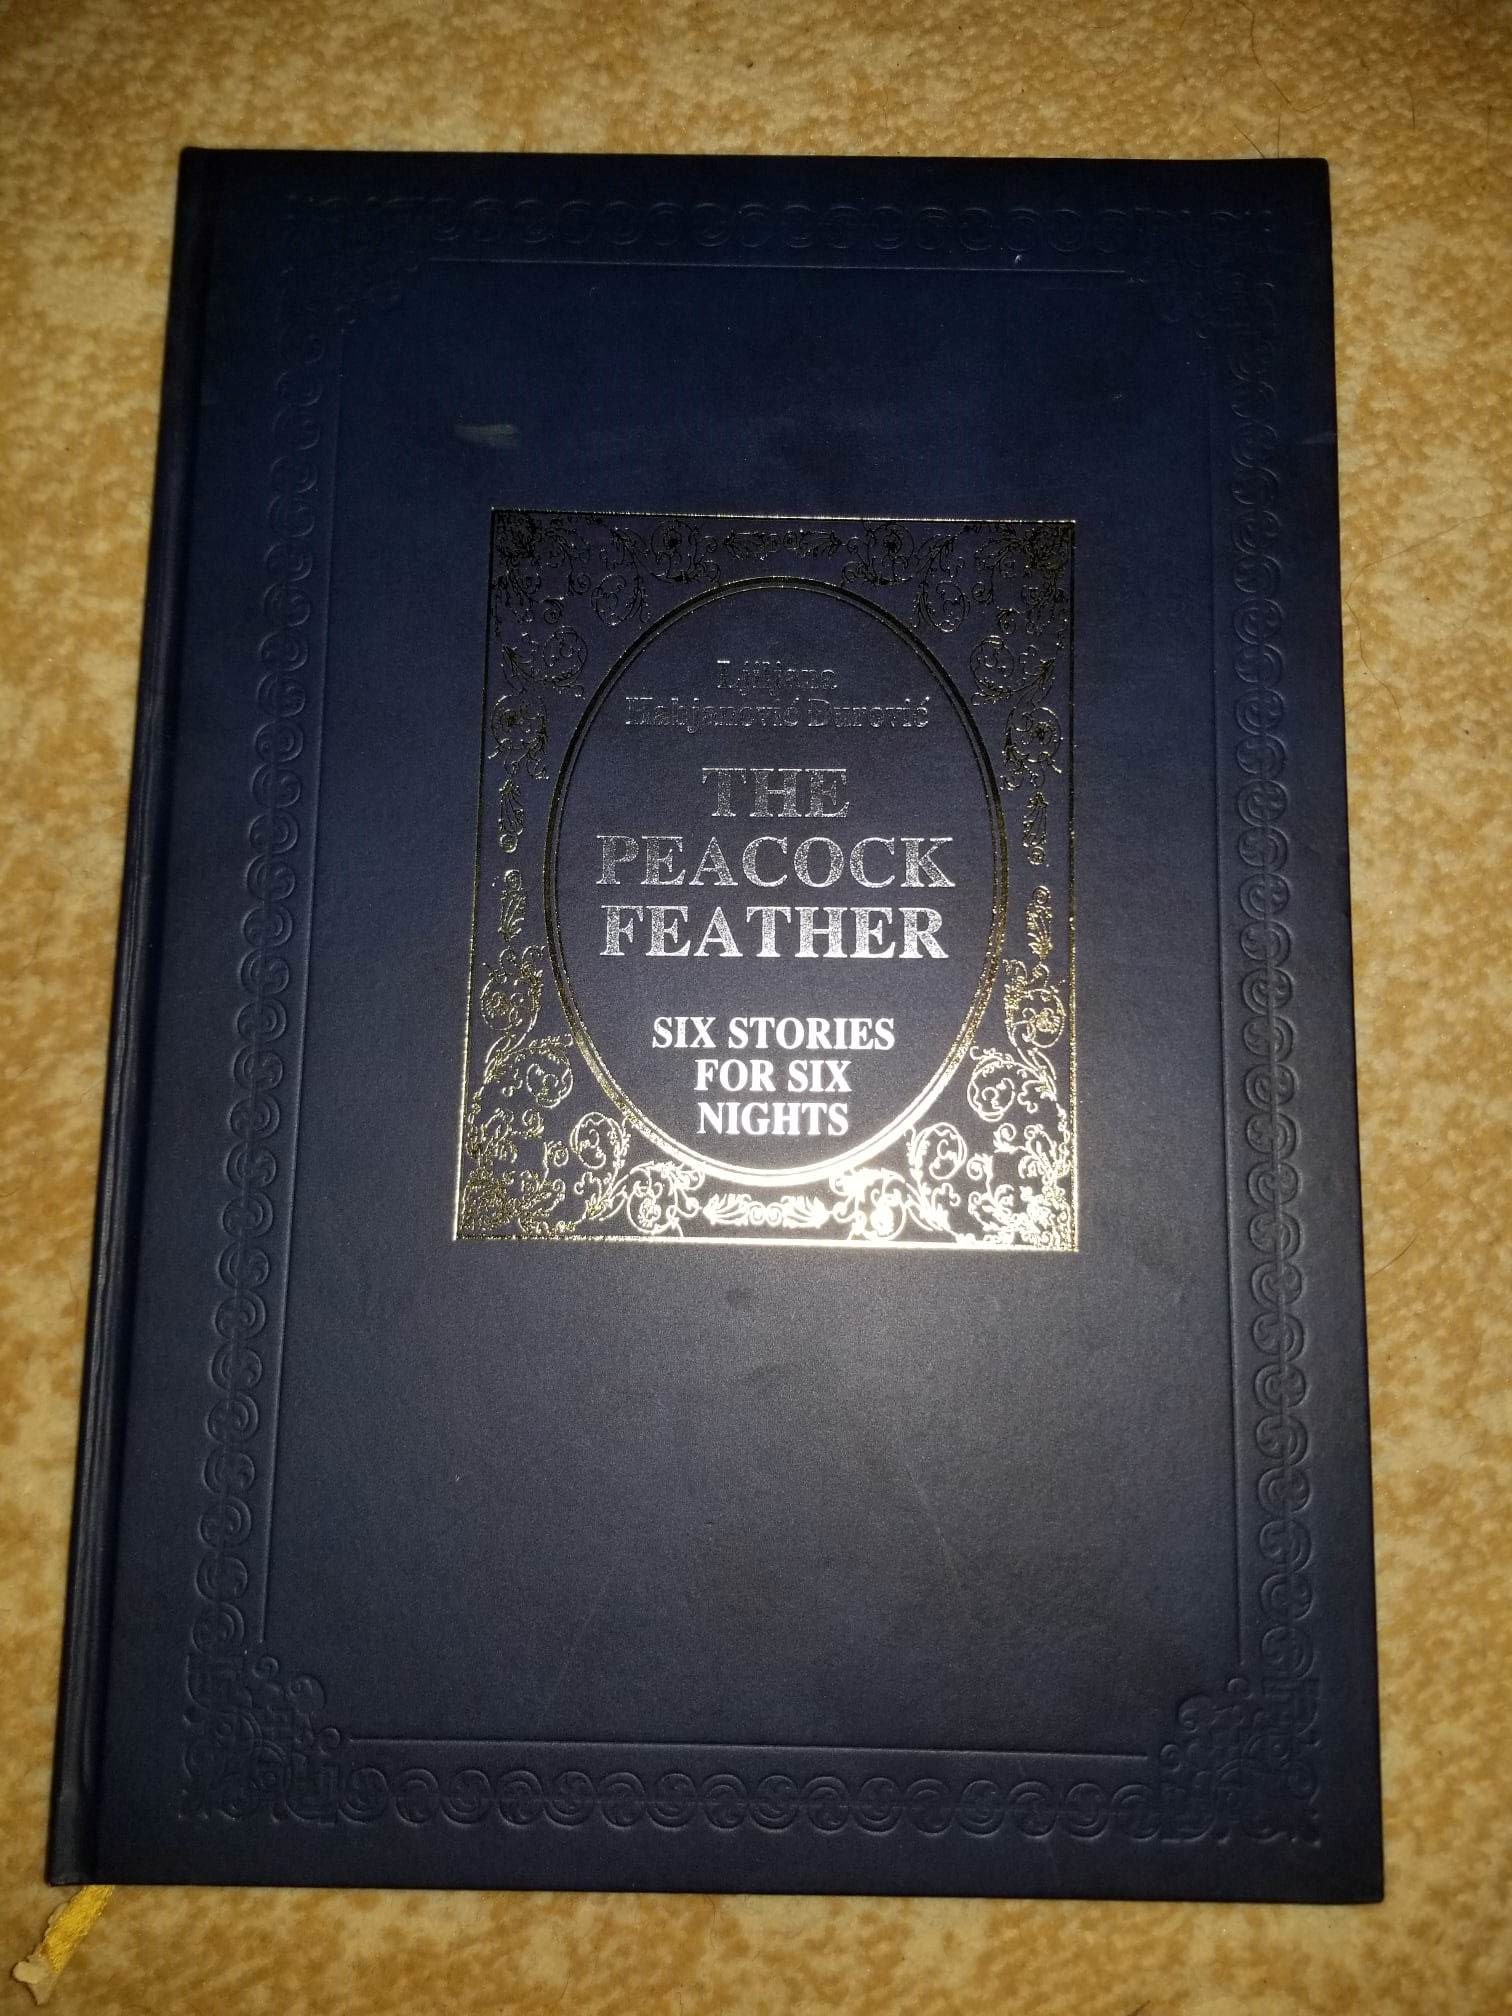 Ljiljana
Habjanović Đurović
THE
PEACOCK
FEATHER
SIX STORIES
FOR SIX
NIGHTS